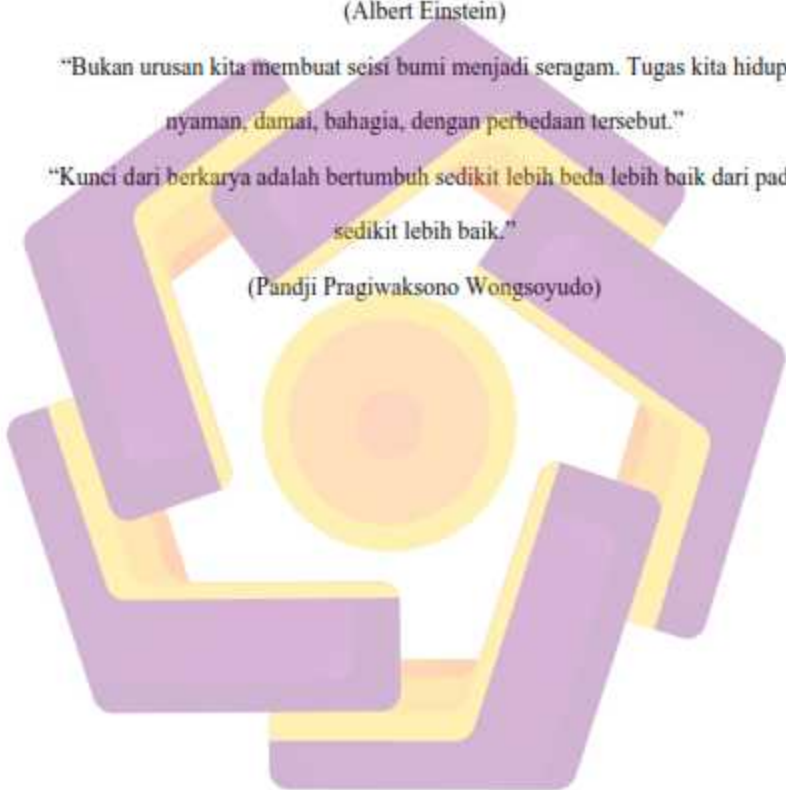 (Albert Einstein)
“Bukan urusan kita membuat seisi bumi menjadi seragam. Tugas kita hidup
nyaman, damai, bahagia, dengan perbedaan tersebut.”
“Kunci dari berkarya adalah bertumbuh sedikit lebih beda lebih baik dari pad
sedikit lebih baik.”
(Pandji Pragiwaksono Wongsoyudo)